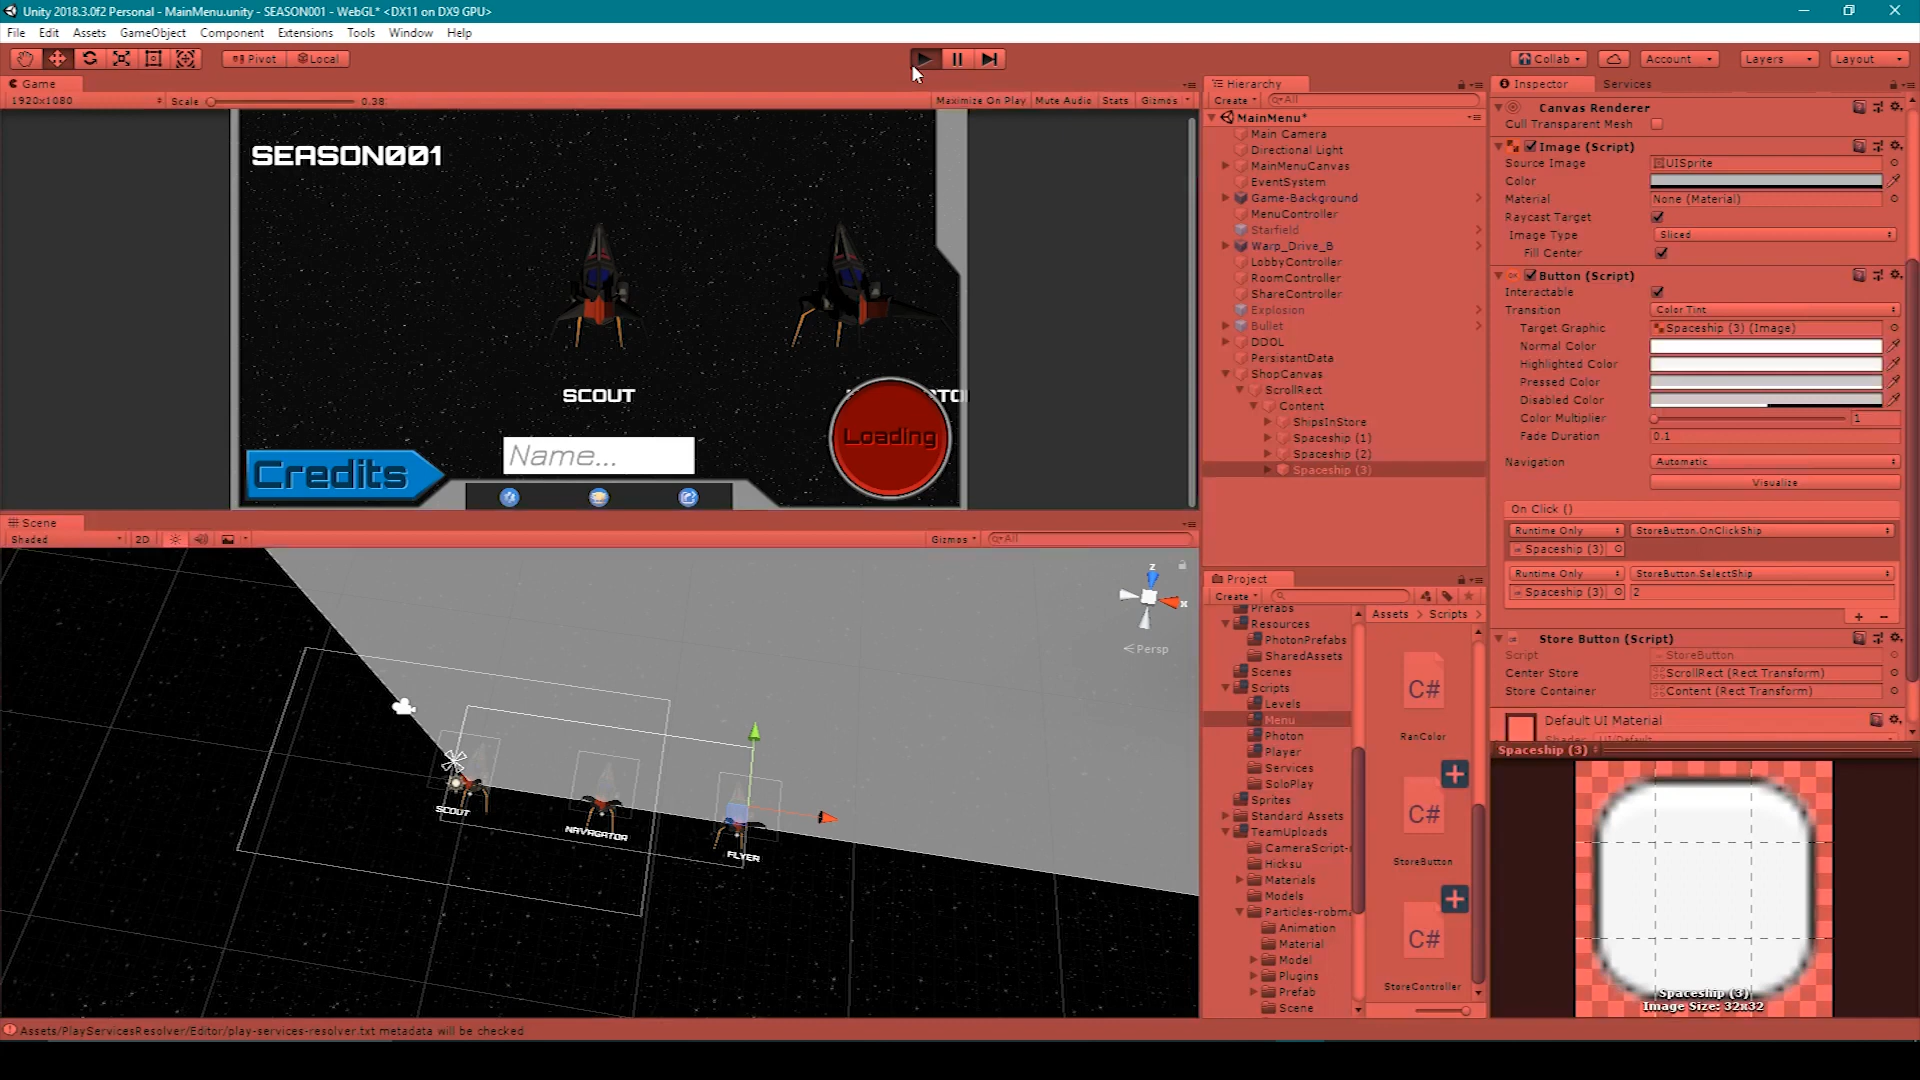 Unity 2018.3.0f2 Personal - MainMenu.unity - SEASON001 - WebGL* <DX11 on DX9 GPU>
File Edit Assets GameObject Component Extensions Tools Window Help
Pivot Local Collab Account Layers Layout
Game
1920x1080 Scale 0.38: Maximize On Play Mute Audio Stats Gizmos
SEASON001
SCOUT
Loading
Name...
Credits
Scene
Shaded 2D Gizmos All
z
x
Persp
SCOUT
NAVAGATOR
FLYER
Hierarchy
Create All
MainMenu*
Main Camera
Directional Light
MainMenuCanvas
EventSystem
Game-Background
MenuController
Starfield
Warp_Drive_B
LobbyController
RoomController
ShareController
Explosion
Bullet
DDOL
PersistantData
ShopCanvas
ScrollRect
Content
ShipsInStore
Spaceship (1)
Spaceship (2)
Spaceship (3)
Project
Create
Prefabs
Resources
PhotonPrefabs
SharedAssets
Scenes
Scripts
Levels
Menu
Photon
Player
Services
SoloPlay
Sprites
Standard Assets
TeamUploads
CameraScript-
Hicksu
Materials
Models
Particles-robma
Animation
Material
Model
Plugins
Prefab
Scene
Assets Scripts
C#
RanColor
C#
StoreButton
C#
StoreController
Inspector Services
Canvas Renderer
Cull Transparent Mesh
Image (Script)
Source Image UISprite
Color
Material None (Material)
Raycast Target
Image Type Sliced
Fill Center
Button (Script)
Interactable
Transition Color Tint
Target Graphic Spaceship (3) (Image)
Normal Color
Highlighted Color
Pressed Color
Disabled Color
Color Multiplier 1
Fade Duration 0.1
Navigation Automatic
Visualize
On Click ()
Runtime Only StoreButton.OnClickShip
Spaceship (3)
Runtime Only StoreButton.SelectShip
Spaceship (3) 2
Store Button (Script)
Script StoreButton
Center Store ScrollRect (Rect Transform)
Store Container Content (Rect Transform)
Default UI Material
Shader UI/Default
Spaceship (3)
Spaceship (3)
Image Size: 32x32
Assets/PlayServicesResolver/Editor/play-services-resolver.txt metadata will be checked